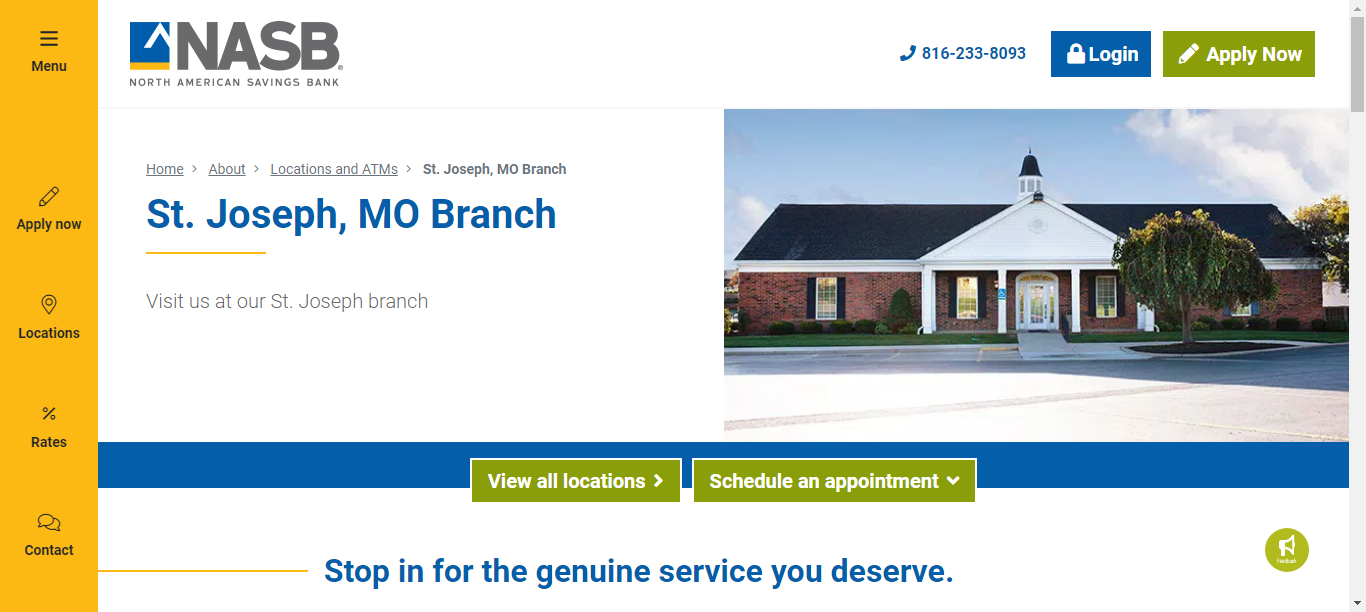 Menu
NASB®
NORTH AMERICAN SAVINGS BANK
816-233-8093
Login
Apply Now
Home > About > Locations and ATMs > St. Joseph, MO Branch
St. Joseph, MO Branch
Visit us at our St. Joseph branch
Apply now
Locations
Rates
Contact
View all locations
Schedule an appointment
Stop in for the genuine service you deserve.
Feedback